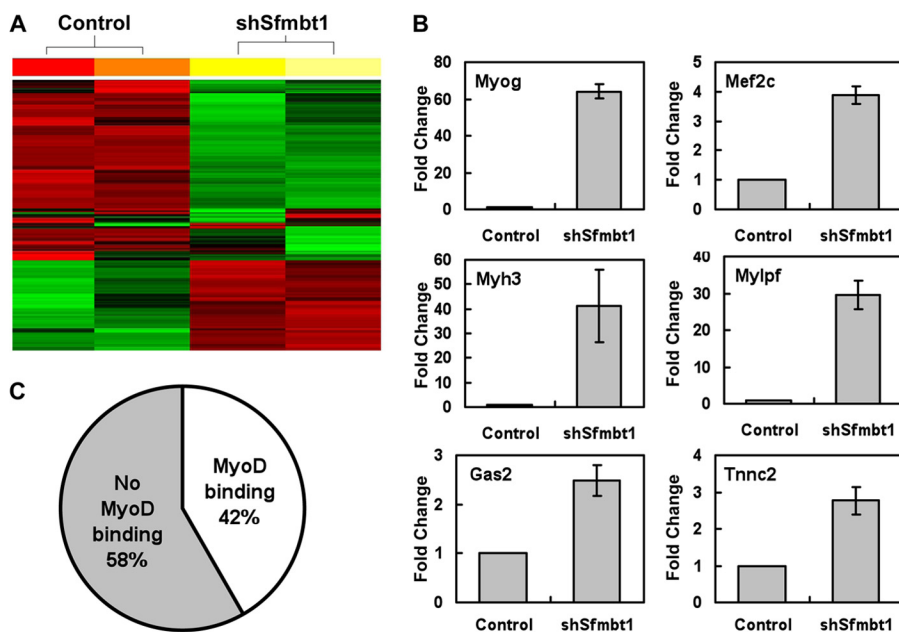 A
Control
shSfmbt1
B
Fold Change
80
60
40
20
0
Myog
Control
shSfmbt1
Fold Change
5
4
3
2
1
0
Mef2c
Control
shSfmbt1
Fold Change
60
50
40
30
20
10
0
Myh3
Control
shSfmbt1
Fold Change
40
30
20
10
0
Mylpf
Control
shSfmbt1
Fold Change
3
2
1
0
Gas2
Control
shSfmbt1
Fold Change
4
3
2
1
0
Tnnc2
Control
shSfmbt1
C
No
MyoD
binding
58%
MyoD
binding
42%